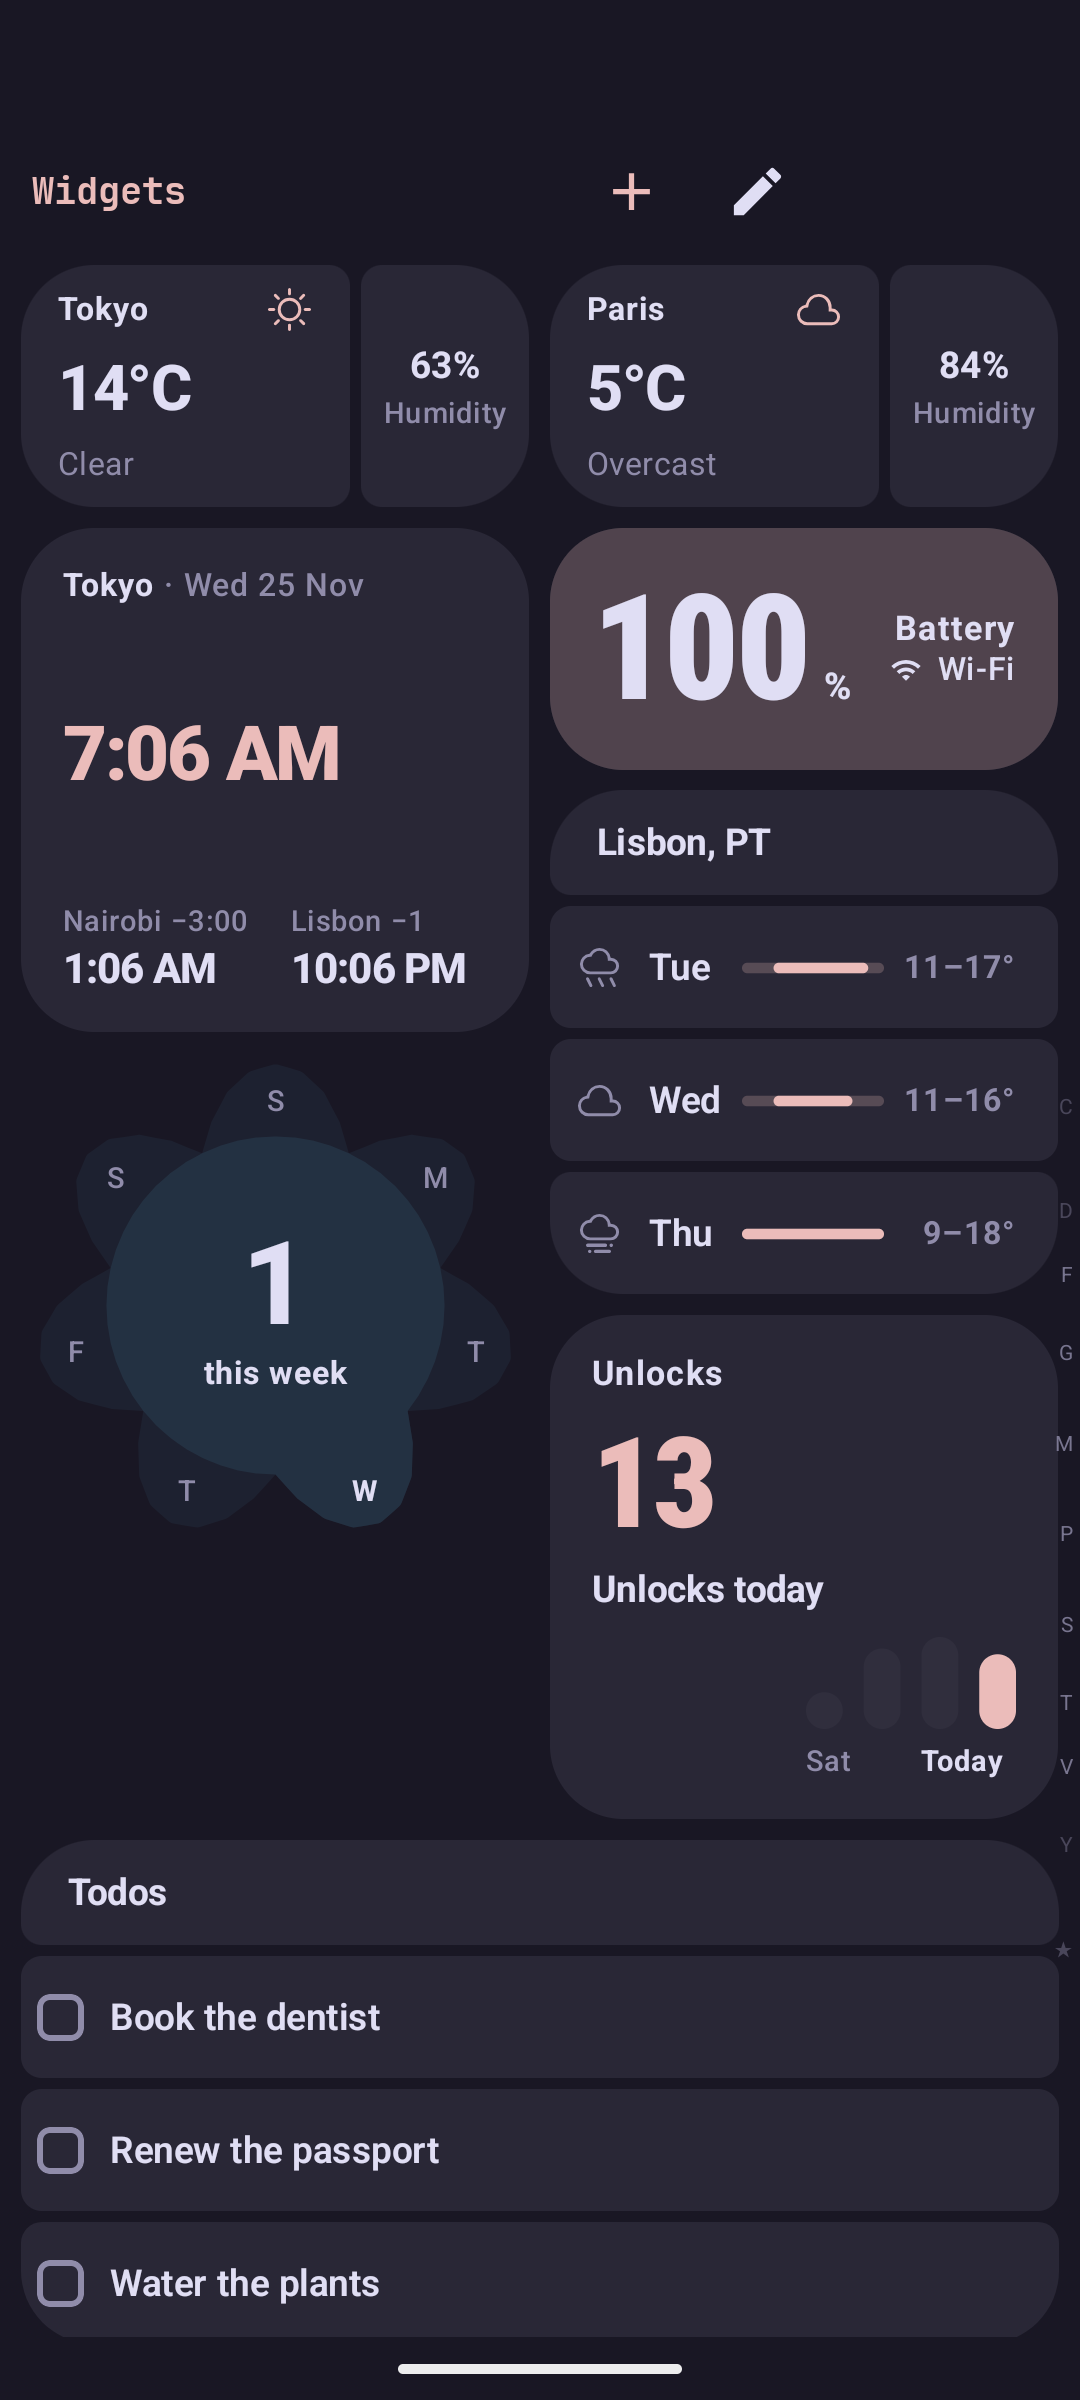 Widgets
Tokyo
14°C
Clear
63%
Humidity
Paris
5°C
Overcast
84%
Humidity
Tokyo · Wed 25 Nov
7:06 AM
Nairobi −3:00
1:06 AM
Lisbon −1
10:06 PM
100 %
Battery
Wi-Fi
Lisbon, PT
Tue 11–17°
Wed 11–16°
Thu 9–18°
S
M
T
W
T
F
S
1
this week
Unlocks
13
Unlocks today
Sat
Today
C
D
F
G
M
P
S
T
V
Y
★
Todos
Book the dentist
Renew the passport
Water the plants